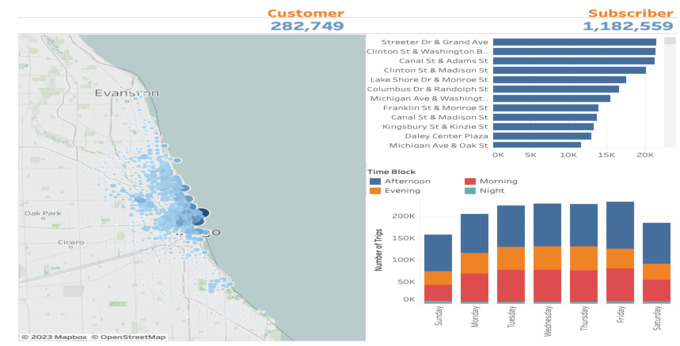 Customer
282,749
Subscriber
1,182,559
Evanston
Oak Park
Cicero
go
© 2023 Mapbox © OpenStreetMap
Streeter Dr & Grand Ave
Clinton St & Washington B..
Canal St & Adams St
Clinton St & Madison St
Lake Shore Dr & Monroe St
Columbus Dr & Randolph St
Michigan Ave & Washingt..
Franklin St & Monroe St
Canal St & Madison St
Kingsbury St & Kinzie St
Daley Center Plaza
Michigan Ave & Oak St
0K 5K 10K 15K 20K
Time Block
Afternoon Morning
Evening Night
Number of Trips
200K
150K
100K
50K
0K
Sunday Monday Tuesday Wednesday Thursday Friday Saturday